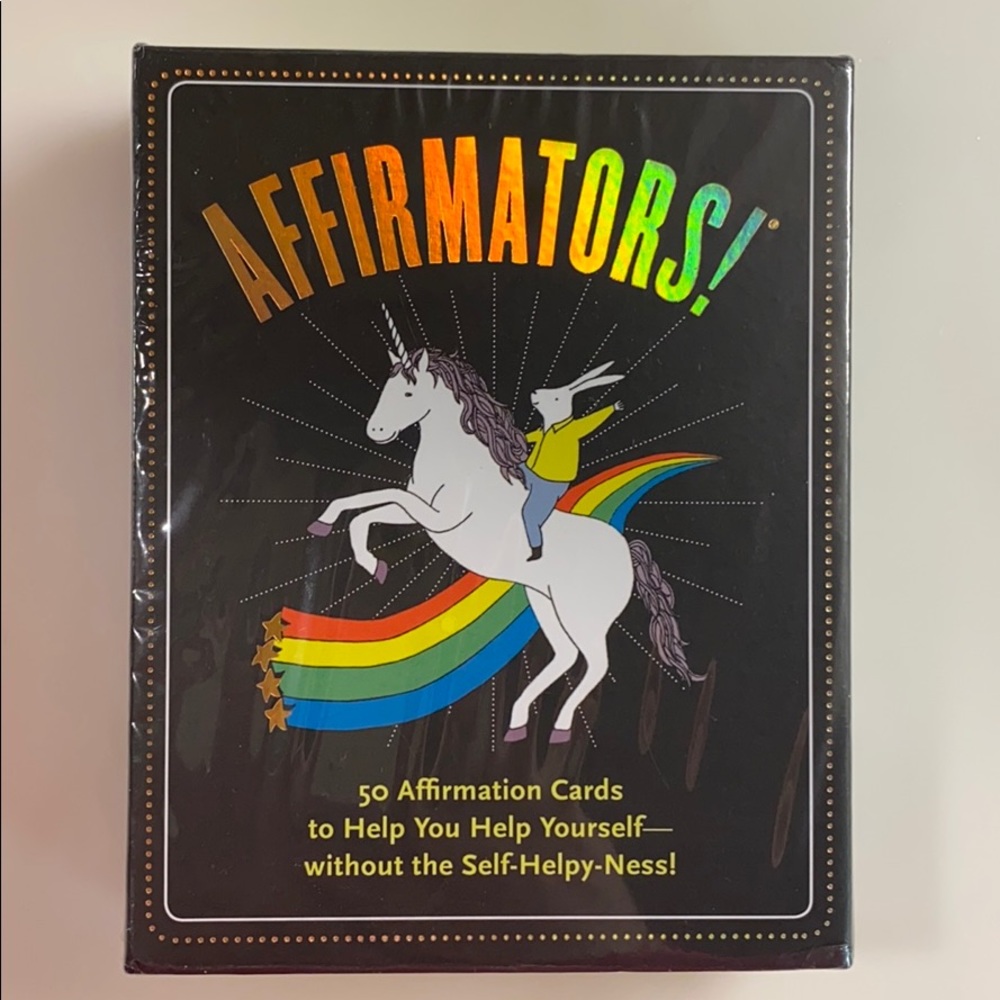 AFFIRMATORS!
50 Affirmation Cards
to Help You Help Yourself—
without the Self-Helpy-Ness!